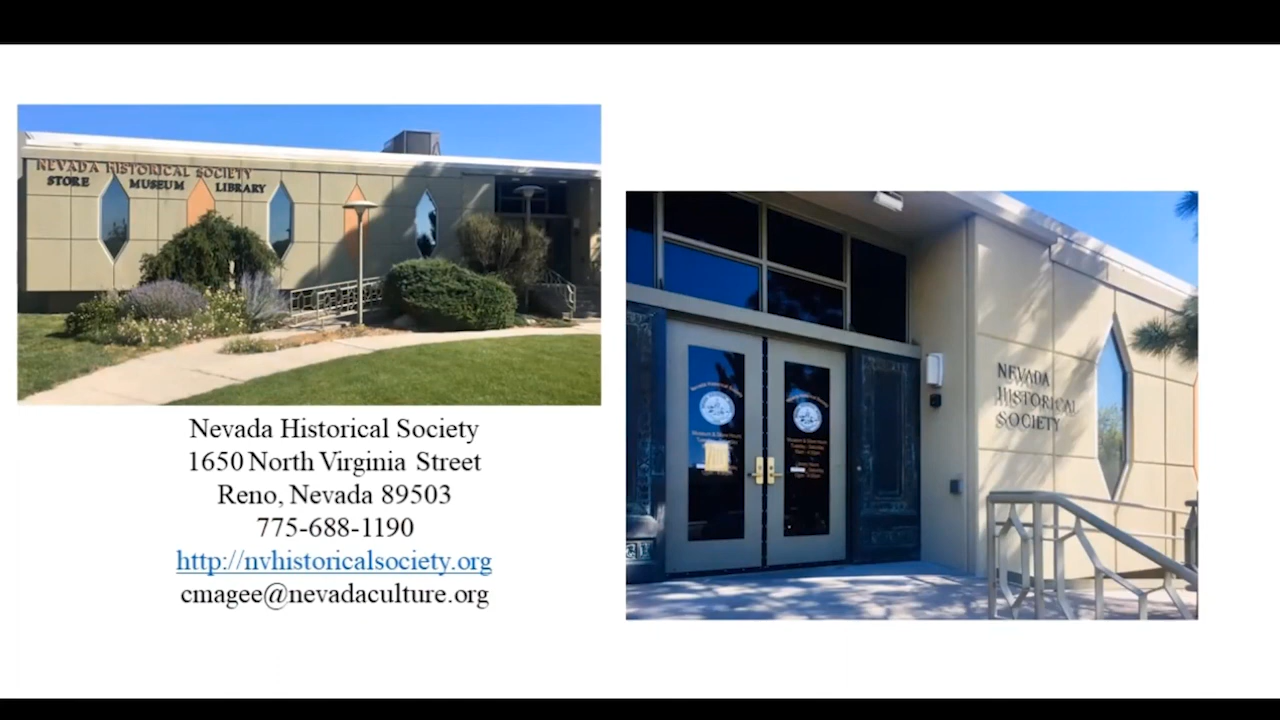 NEVADA HISTORICAL SOCIETY
STORE MUSEUM LIBRARY
Nevada Historical Society
1650 North Virginia Street
Reno, Nevada 89503
775-688-1190
http://nvhistoricalsociety.org
cmagee@nevadaculture.org
NEVADA
HISTORICAL
SOCIETY